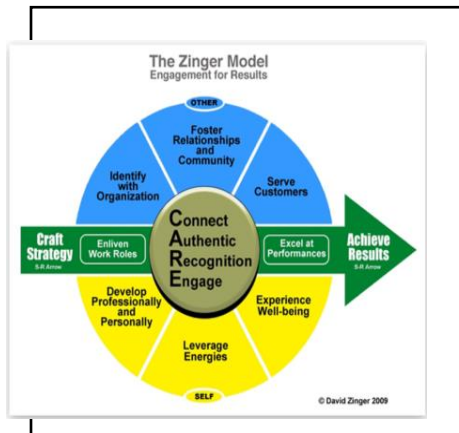 The Zinger Model
Engagement for Results
OTHER
Foster
Relationships
and
Community
Identify
with
Organization
Serve
Customers
Craft
Strategy
S-R Arrow
Enliven
Work Roles
Connect
Authentic
Recognition
Engage
Excel at
Performances
Achieve
Results
S-R Arrow
Develop
Professionally
and
Personally
Experience
Well-being
Leverage
Energies
SELF
© David Zinger 2009